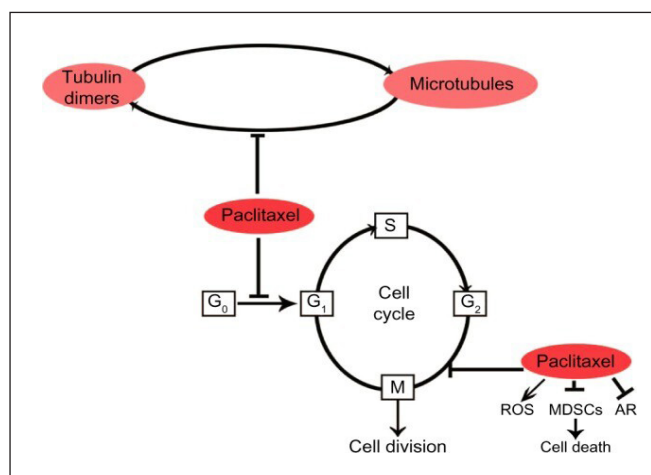 Tubulin
dimers
Microtubules
Paclitaxel
S
G₀
G₁
Cell
cycle
G₂
M
Paclitaxel
ROS
MDSCs
AR
Cell division
Cell death